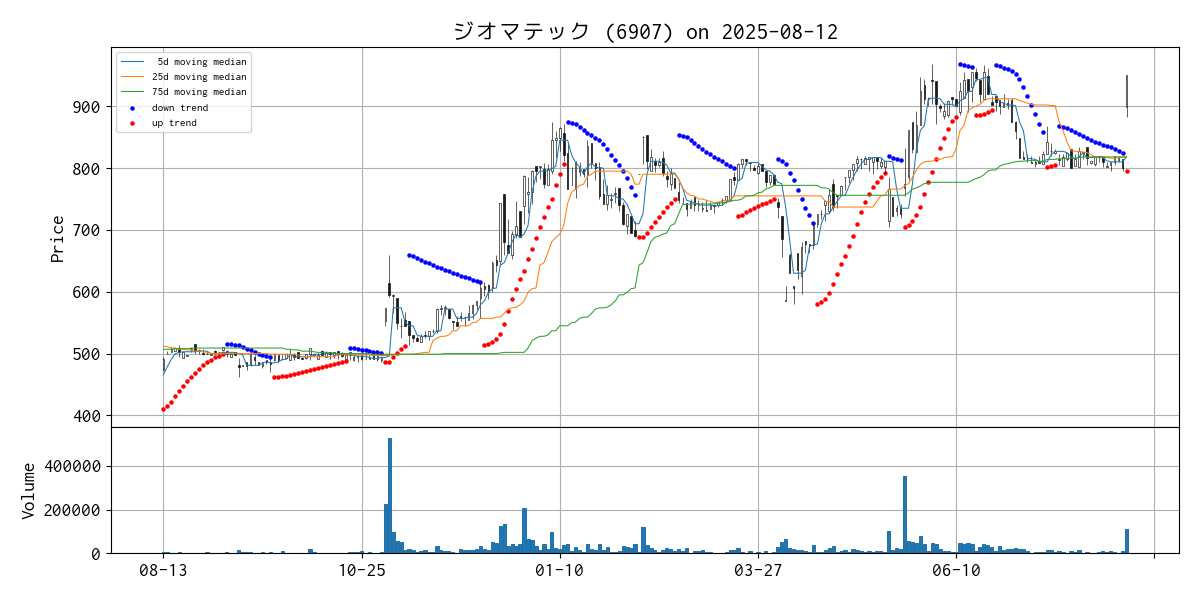 ジオマテック (6907) on 2025-08-12
5d moving median
25d moving median
75d moving median
down trend
up trend
Price
900
800
700
600
500
400
Volume
400000
200000
0
08-13
10-25
01-10
03-27
06-10